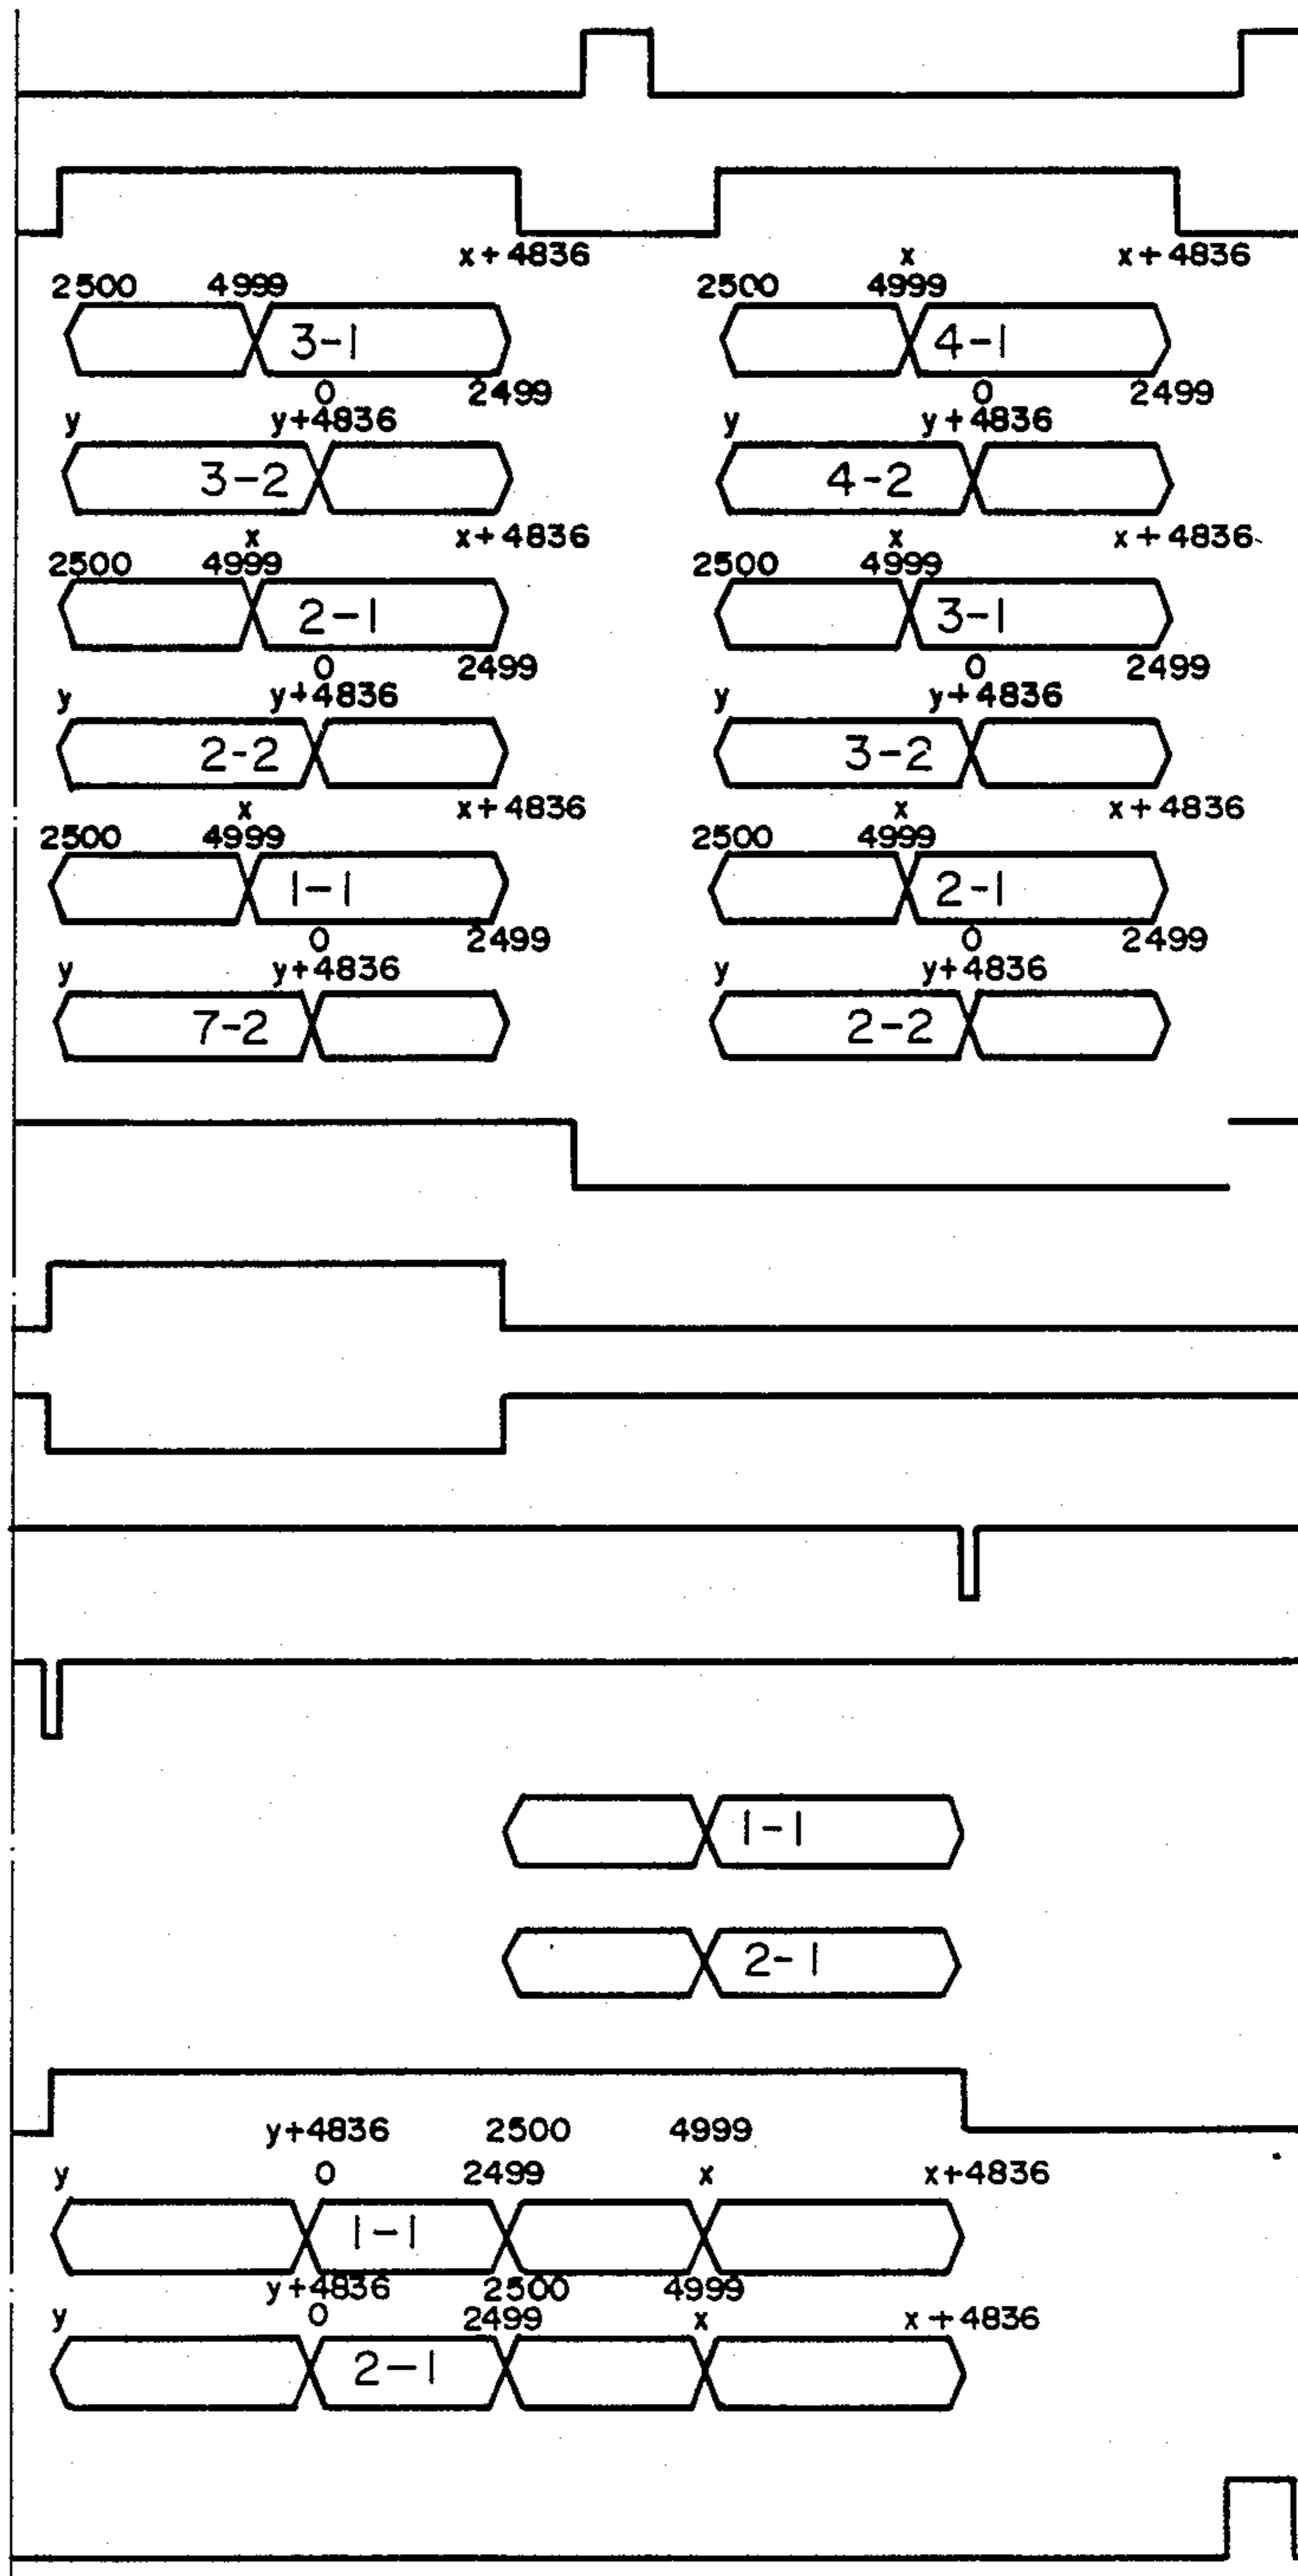 x+4836 x x+4836
2500 4999 2500 4999
3-1 4-1
0 2499 0 2499
y y+4836 y y+4836
3-2 4-2
x x+4836 x x+4836
2500 4999 2500 4999
2-1 3-1
0 2499 0 2499
y y+4836 y y+4836
2-2 3-2
x x+4836 x x+4836
2500 4999 2500 4999
1-1 2-1
0 2499 0 2499
y y+4836 y y+4836
7-2 2-2
1-1
2-1
y+4836 2500 4999
y 0 2499 x x+4836
1-1
y+4836 2500 4999
y 0 2499 x x+4836
2-1